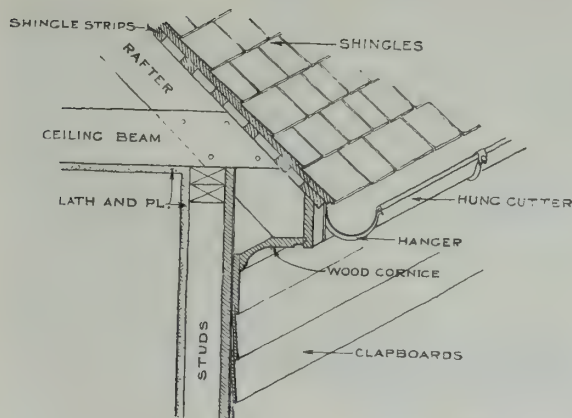 SHINGLE STRIPS
SHINGLES
RAFTER
CEILING BEAM
LATH AND PL.
HUNG GUTTER
HANGER
WOOD CORNICE
STUDS
CLAPBOARDS